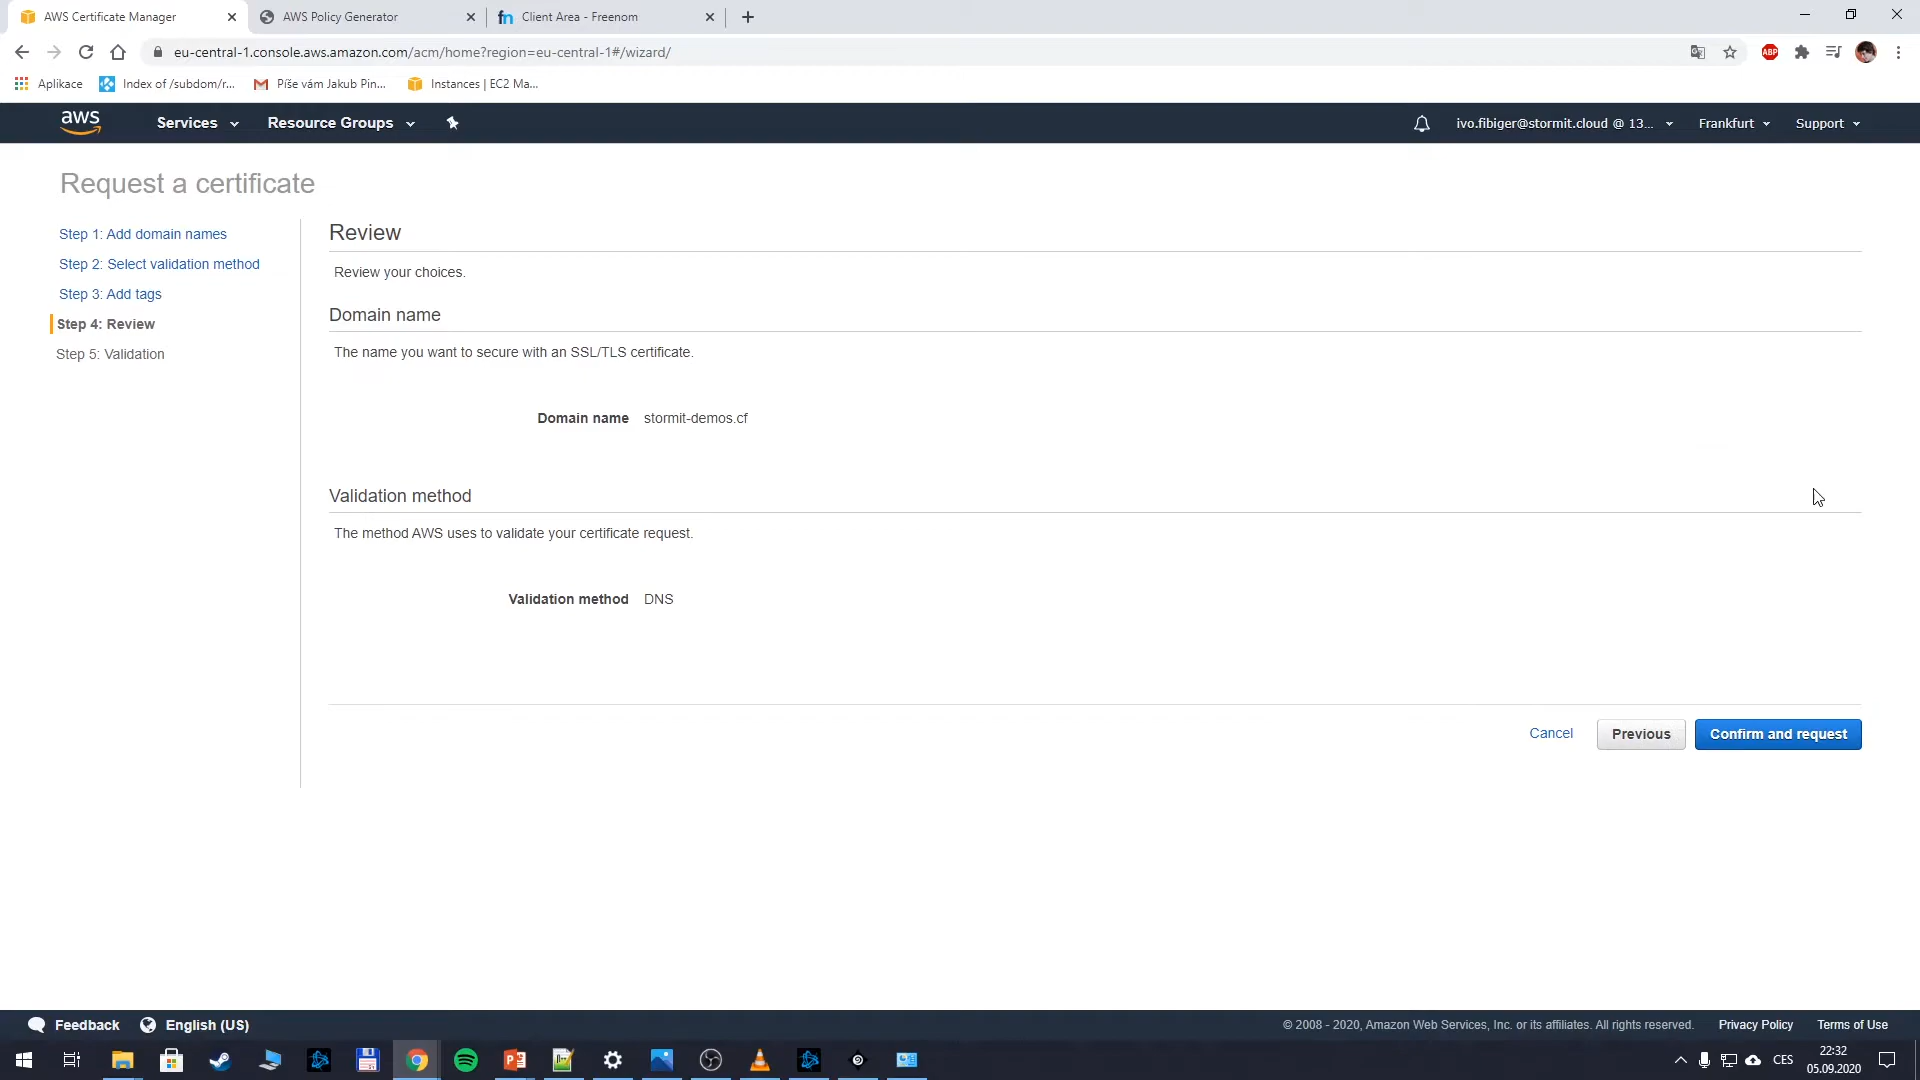 AWS Certificate Manager
AWS Policy Generator
fn Client Area - Freenom
eu-central-1.console.aws.amazon.com/acm/home?region=eu-central-1#/wizard/
ABP
Aplikace
Index of /subdom/r...
Píše vám Jakub Pin...
Instances | EC2 Ma...
aws
Services
Resource Groups
ivo.fibiger@stormit.cloud @ 13...
Frankfurt
Support
Request a certificate
Step 1: Add domain names
Step 2: Select validation method
Step 3: Add tags
Step 4: Review
Step 5: Validation
Review
Review your choices.
Domain name
The name you want to secure with an SSL/TLS certificate.
Domain name stormit-demos.cf
Validation method
The method AWS uses to validate your certificate request.
Validation method DNS
Cancel
Previous
Confirm and request
Feedback
English (US)
© 2008 - 2020, Amazon Web Services, Inc. or its affiliates. All rights reserved.
Privacy Policy
Terms of Use
CES
22:32
05.09.2020